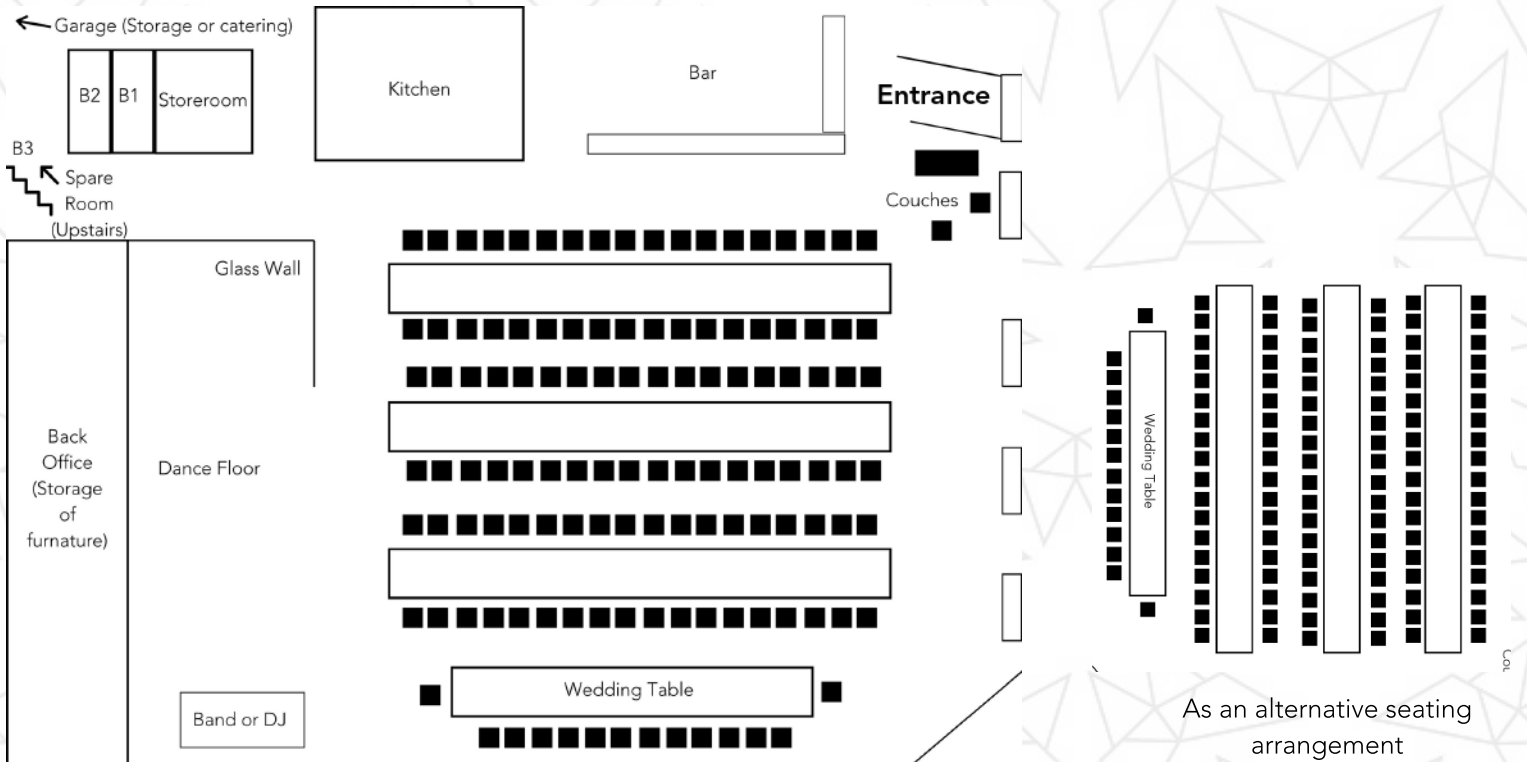 Garage (Storage or catering)
B2
B1
Storeroom
Kitchen
Bar
Entrance
B3
Spare
Room
(Upstairs)
Couches
Glass Wall
Back
Office
(Storage
of
furnature)
Dance Floor
Band or DJ
Wedding Table
Wedding Table
As an alternative seating
arrangement